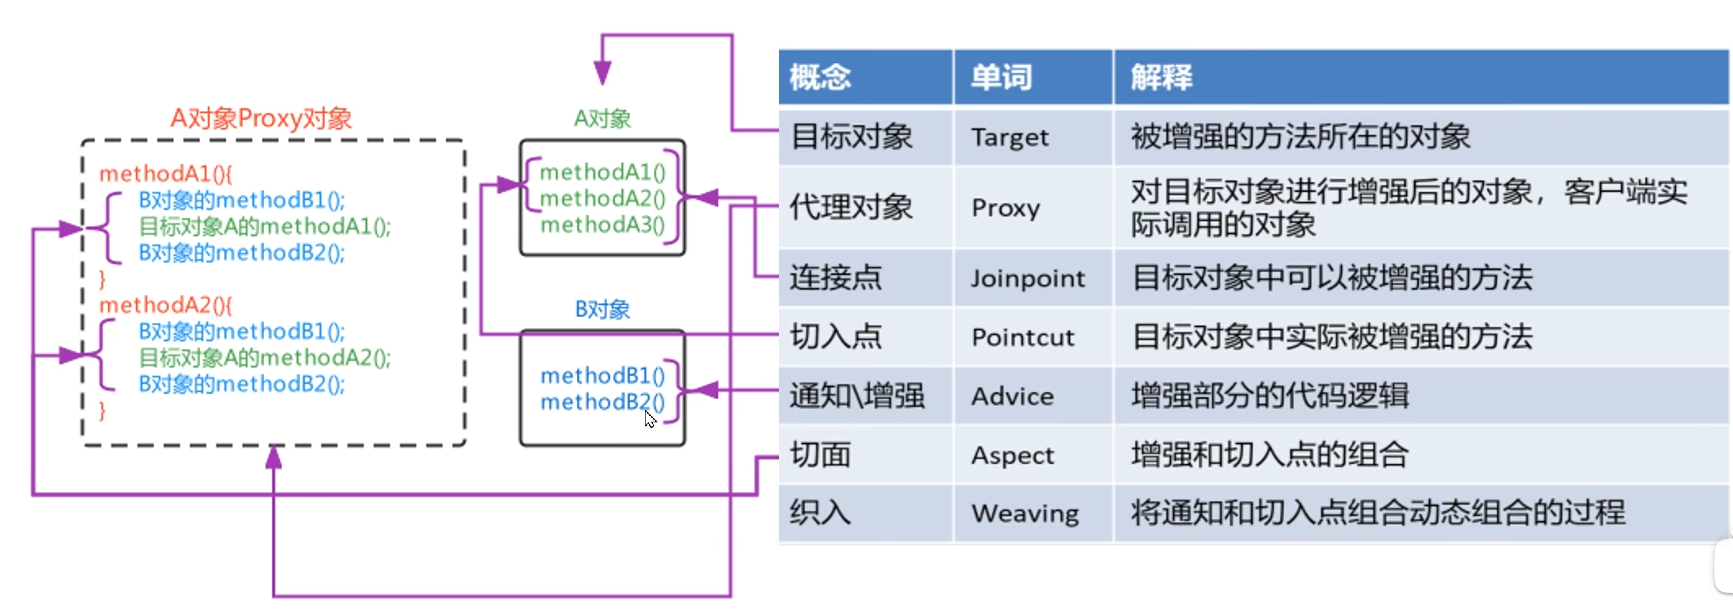 A对象Proxy对象
methodA1(){
B对象的methodB1();
目标对象A的methodA1();
B对象的methodB2();
}
methodA2(){
B对象的methodB1();
目标对象A的methodA2();
B对象的methodB2();
}
A对象
methodA1()
methodA2()
methodA3()
B对象
methodB1()
methodB2()
概念 单词 解释
目标对象 Target 被增强的方法所在的对象
代理对象 Proxy 对目标对象进行增强后的对象，客户端实
际调用的对象
连接点 Joinpoint 目标对象中可以被增强的方法
切入点 Pointcut 目标对象中实际被增强的方法
通知\增强 Advice 增强部分的代码逻辑
切面 Aspect 增强和切入点的组合
织入 Weaving 将通知和切入点组合动态组合的过程